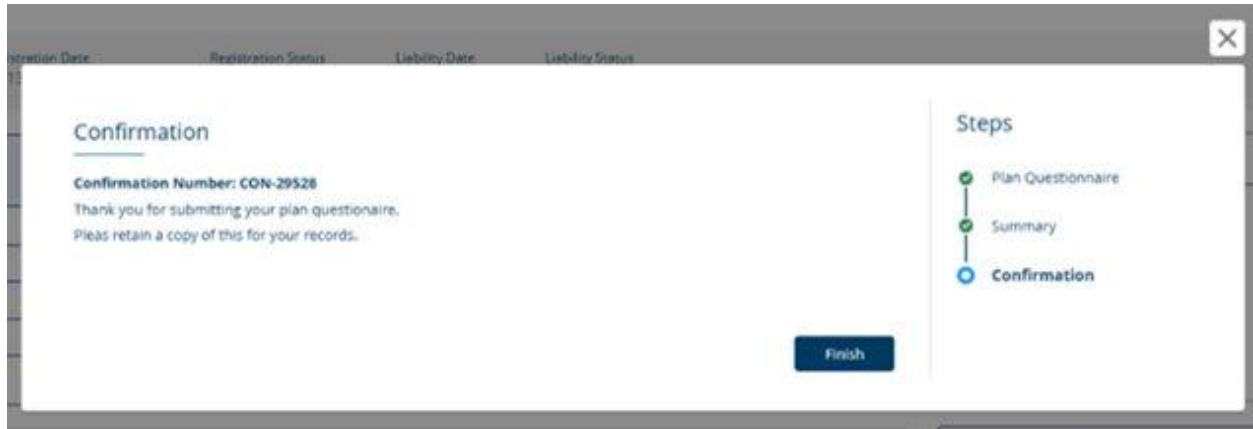 Registration Status Liability Date Liability Status
Confirmation
Confirmation Number: CON-29528
Thank you for submitting your plan questionaire.
Pleas retain a copy of this for your records.
Finish
Steps
Plan Questionnaire
Summary
Confirmation